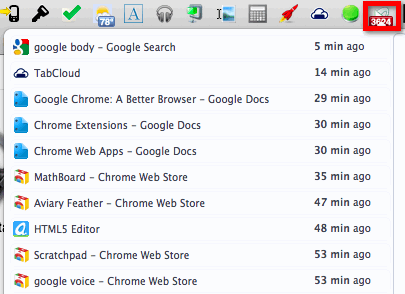 78°
A
3624
google body – Google Search 5 min ago
TabCloud 14 min ago
Google Chrome: A Better Browser – Google Docs 29 min ago
Chrome Extensions – Google Docs 30 min ago
Chrome Web Apps – Google Docs 30 min ago
MathBoard – Chrome Web Store 35 min ago
Aviary Feather – Chrome Web Store 47 min ago
HTML5 Editor 48 min ago
Scratchpad – Chrome Web Store 53 min ago
google voice – Chrome Web Store 53 min ago